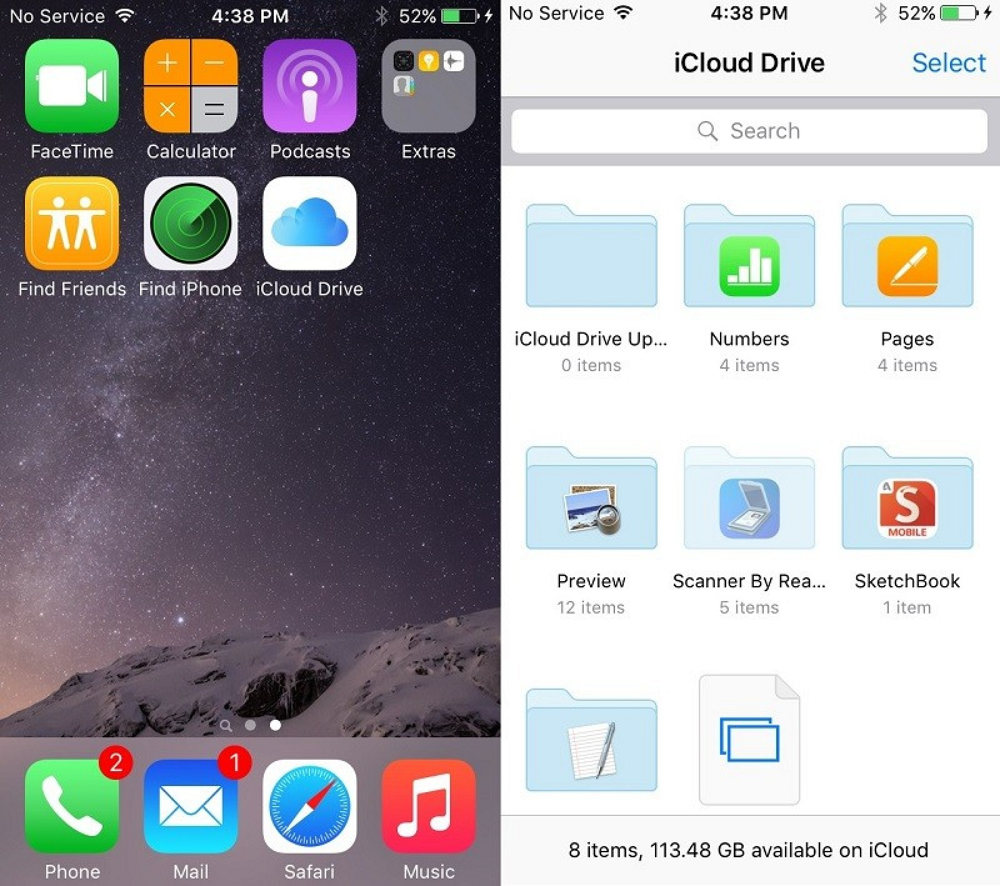 No Service 4:38 PM 52%
FaceTime Calculator Podcasts Extras
Find Friends Find iPhone iCloud Drive
2 1
Phone Mail Safari Music
No Service 4:38 PM 52%
iCloud Drive Select
Search
iCloud Drive Up... Numbers Pages
0 items 4 items 4 items
A S
MOBILE
Preview Scanner By Rea... SketchBook
12 items 5 items 1 item
8 items, 113.48 GB available on iCloud